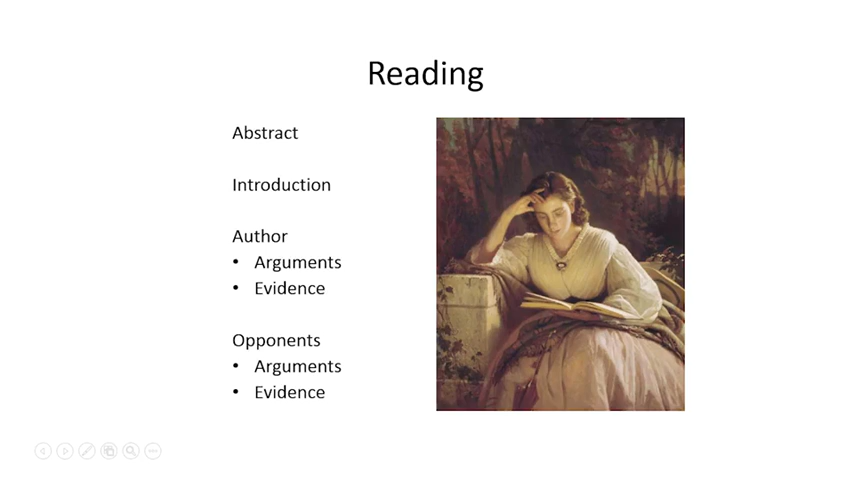 Reading
Abstract
Introduction
Author
• Arguments
• Evidence
Opponents
• Arguments
• Evidence